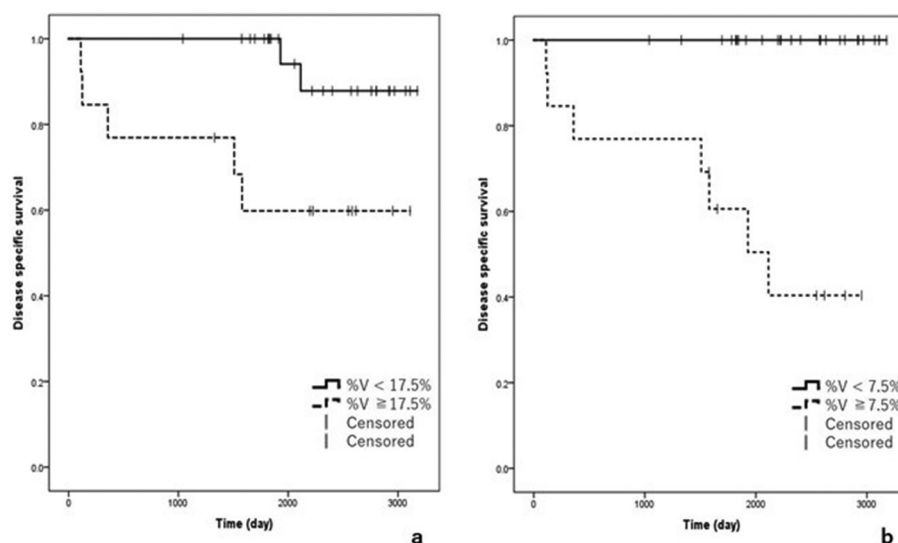 1.0
0.8
0.6
0.4
0.2
0.0
Disease specific survival
%V < 17.5%
%V ≧ 17.5%
Censored
Censored
0 1000 2000 3000
Time (day)
a
1.0
0.8
0.6
0.4
0.2
0.0
Disease specific survival
%V < 7.5%
%V ≧ 7.5%
Censored
Censored
0 1000 2000 3000
Time (day)
b